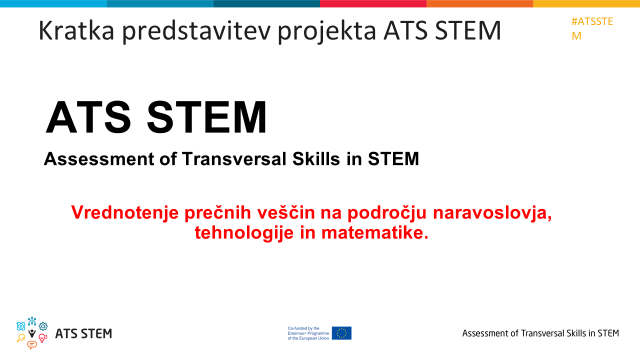 Kratka predstavitev projekta ATS STEM
#ATSSTE
M
ATS STEM
Assessment of Transversal Skills in STEM
Vrednotenje prečnih veščin na področju naravoslovja,
tehnologije in matematike.
ATS STEM
Co-funded by the
Erasmus+ Programme
of the European Union
Assessment of Transversal Skills in STEM